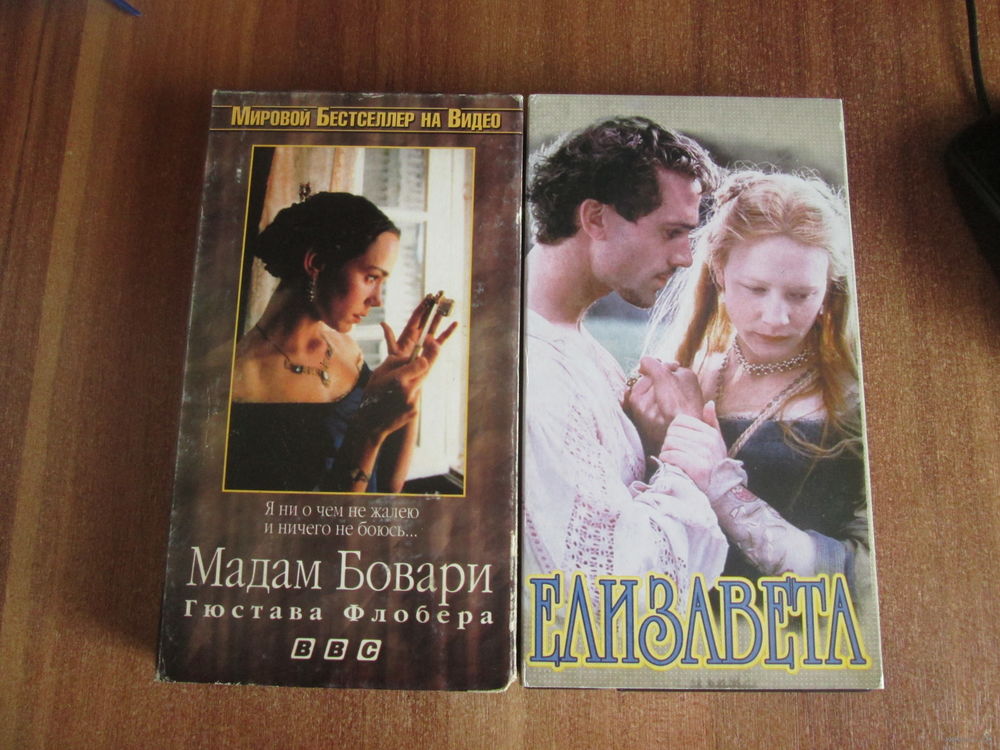 Мировой Бестселлер на Видео
Я ни о чем не жалею
и ничего не боюсь...
Мадам Бовари
Гюстава Флобера
BBC
ЕЛИЗАВЕТА